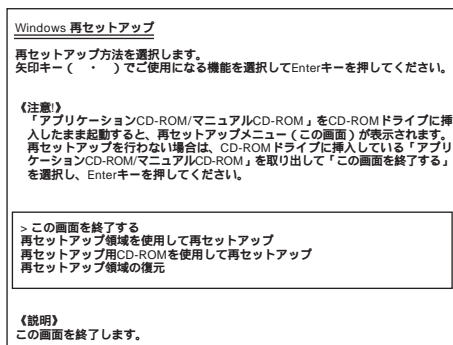 Windows 再セットアップ
再セットアップ方法を選択します。
矢印キー（　・　）でご使用になる機能を選択してEnterキーを押してください。
《注意!》
「アプリケーションCD-ROM/マニュアルCD-ROM」をCD-ROMドライブに挿
入したまま起動すると、再セットアップメニュー（この画面）が表示されます。
再セットアップを行わない場合は、CD-ROMドライブに挿入している「アプリ
ケーションCD-ROM/マニュアルCD-ROM」を取り出して「この画面を終了する」
を選択し、Enterキーを押してください。
> この画面を終了する
再セットアップ領域を使用して再セットアップ
再セットアップ用CD-ROMを使用して再セットアップ
再セットアップ領域の復元
《説明》
この画面を終了します。